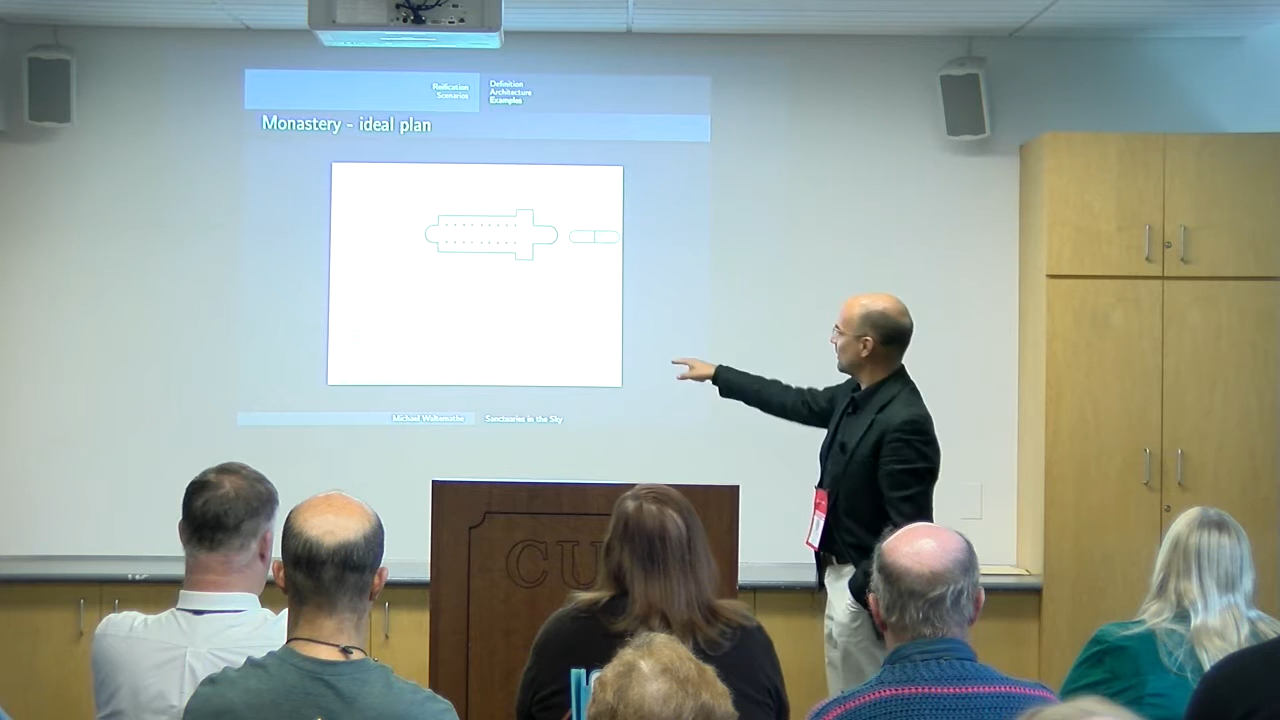 Reification
Scenarios
Definition
Architecture
Examples
Monastery - ideal plan
Michael Waltemathe
Sanctuaries in the Sky
CU